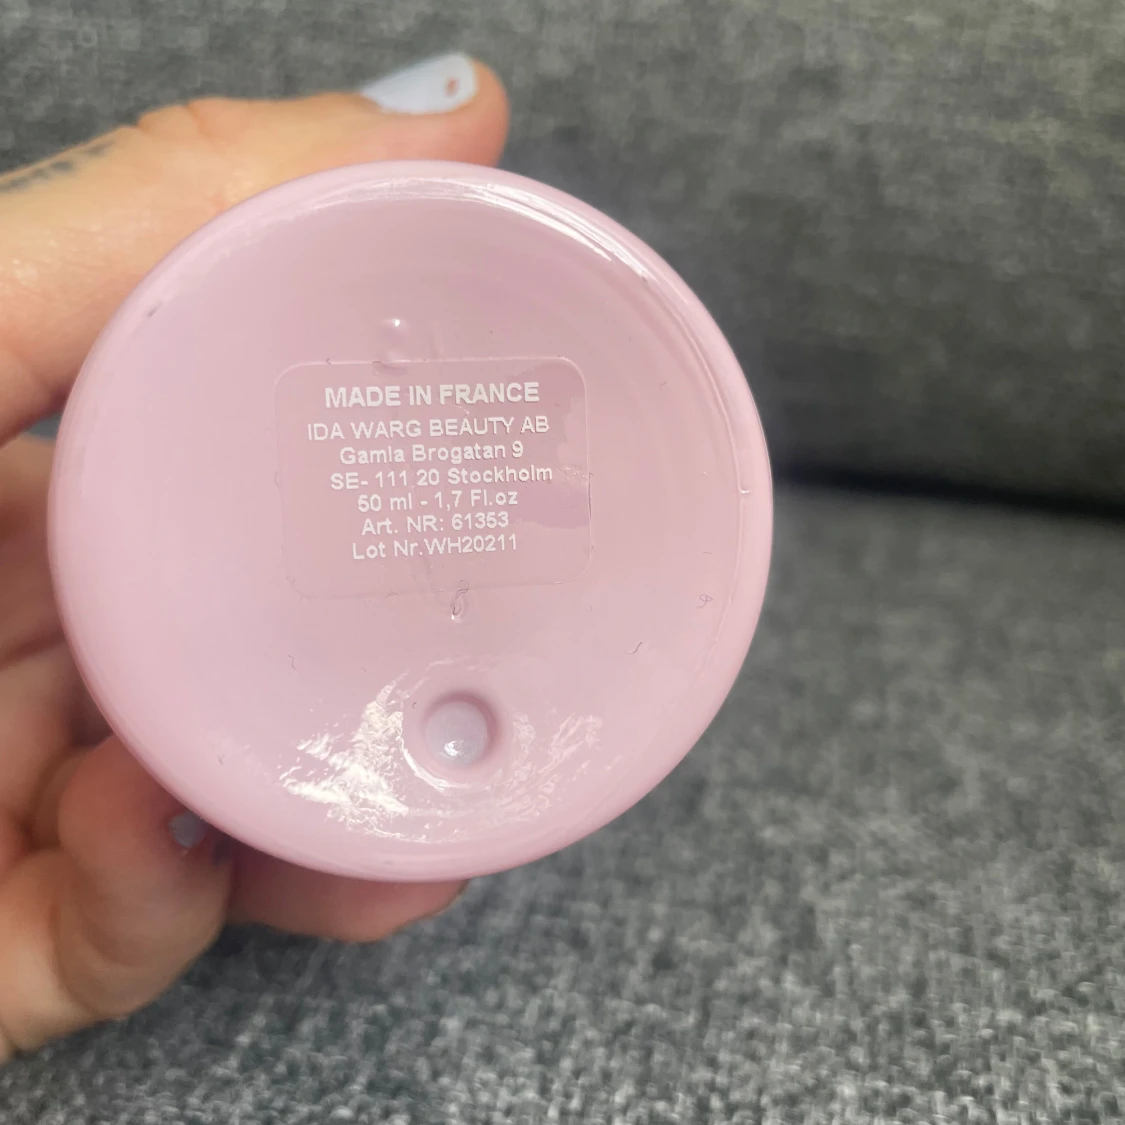 MADE IN FRANCE
IDA WARG BEAUTY AB
Gamla Brogatan 9
SE- 111 20 Stockholm
50 ml - 1,7 Fl.oz
Art. NR: 61353
Lot Nr.WH20211